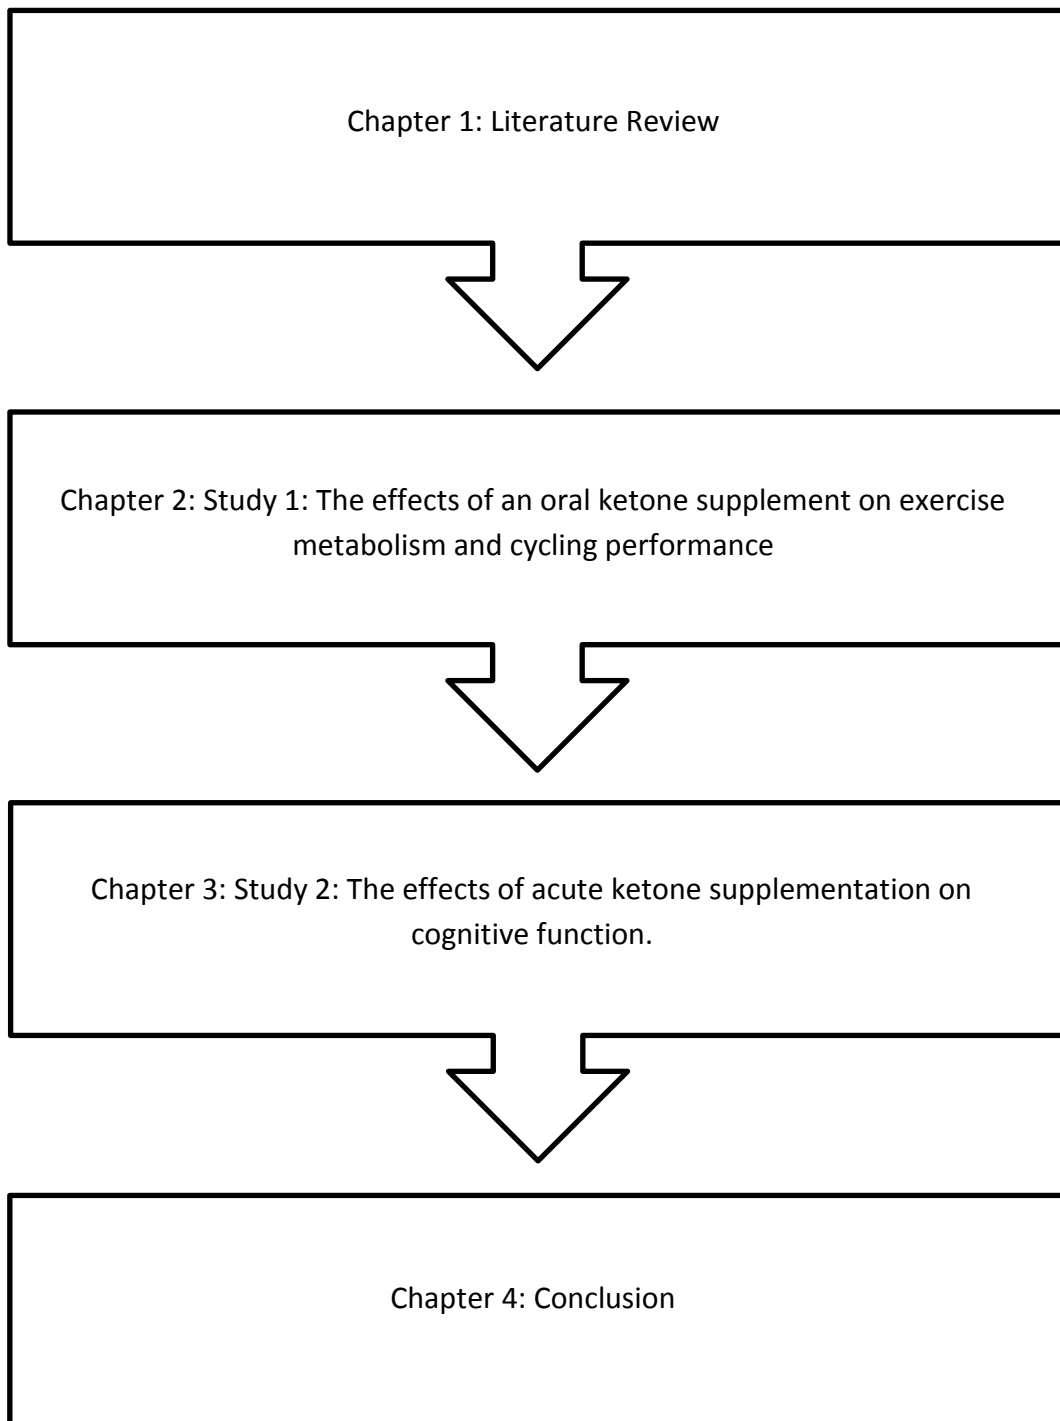 Chapter 1: Literature Review
Chapter 2: Study 1: The effects of an oral ketone supplement on exercise
metabolism and cycling performance
Chapter 3: Study 2: The effects of acute ketone supplementation on
cognitive function.
Chapter 4: Conclusion